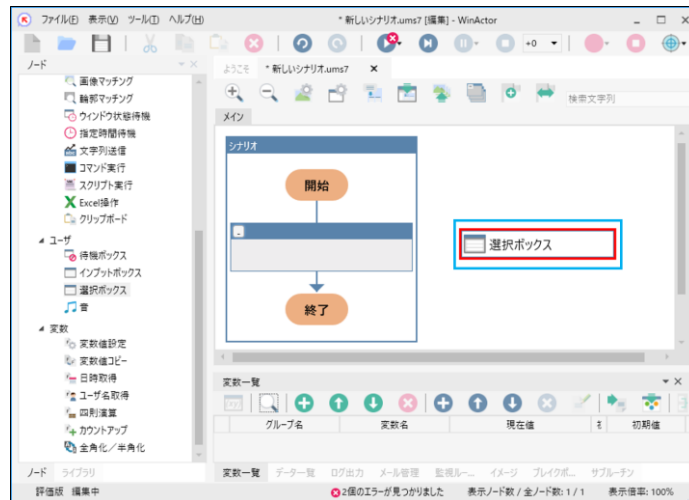 ファイル(F) 表示(V) ツール(T) ヘルプ(H)
* 新しいシナリオ.ums7 [編集] - WinActor
+0
ノード
ようこそ
* 新しいシナリオ.ums7
検索文字列
メイン
画像マッチング
輪郭マッチング
ウィンドウ状態待機
指定時間待機
文字列送信
コマンド実行
スクリプト実行
Excel操作
クリップボード
ユーザ
待機ボックス
インプットボックス
選択ボックス
音
変数
変数値設定
変数値コピー
日時取得
ユーザ名取得
四則演算
カウントアップ
全角化/半角化
ノード ライブラリ
シナリオ
開始
終了
選択ボックス
変数一覧
グループ名 変数名 現在値 初期値
変数一覧 データ一覧 ログ出力 メール管理 監視ルー... イメージ ブレイクポ... サブルーチン
評価版 編集中
2個のエラーが見つかりました 表示ノード数/全ノード数: 1 / 1 表示倍率: 100%